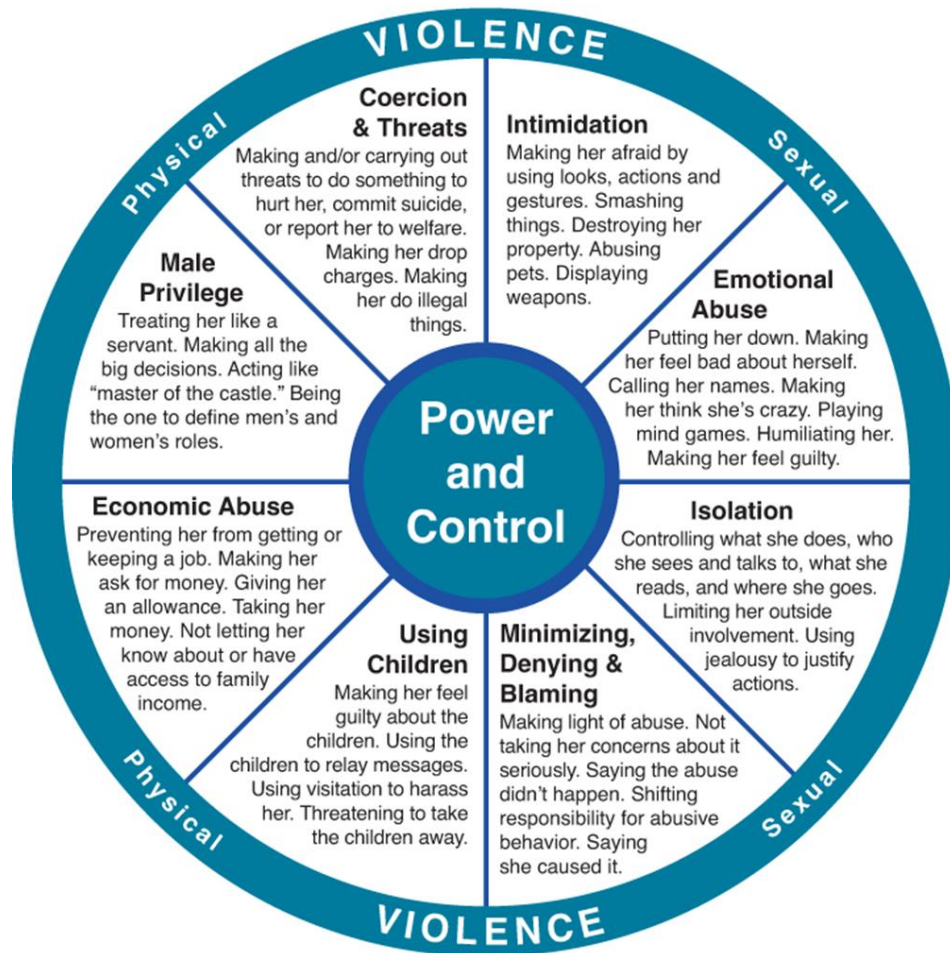 VIOLENCE
Physical
Sexual
Coercion
& Threats
Making and/or carrying out
threats to do something to
hurt her, commit suicide,
or report her to welfare.
Making her drop
charges. Making
her do illegal
things.
Intimidation
Making her afraid by
using looks, actions and
gestures. Smashing
things. Destroying her
property. Abusing
pets. Displaying
weapons.
Male
Privilege
Treating her like a
servant. Making all the
big decisions. Acting like
“master of the castle.” Being
the one to define men’s and
women’s roles.
Emotional
Abuse
Putting her down. Making
her feel bad about herself.
Calling her names. Making
her think she’s crazy. Playing
mind games. Humiliating her.
Making her feel guilty.
Power
and
Control
Economic Abuse
Preventing her from getting or
keeping a job. Making her
ask for money. Giving her
an allowance. Taking her
money. Not letting her
know about or have
access to family
income.
Isolation
Controlling what she does, who
she sees and talks to, what she
reads, and where she goes.
Limiting her outside
involvement. Using
jealousy to justify
actions.
Using
Children
Making her feel
guilty about the
children. Using the
children to relay messages.
Using visitation to harass
her. Threatening to take
the children away.
Minimizing,
Denying &
Blaming
Making light of abuse. Not
taking her concerns about it
seriously. Saying the abuse
didn’t happen. Shifting
responsibility for abusive
behavior. Saying
she caused it.
Physical
Sexual
VIOLENCE